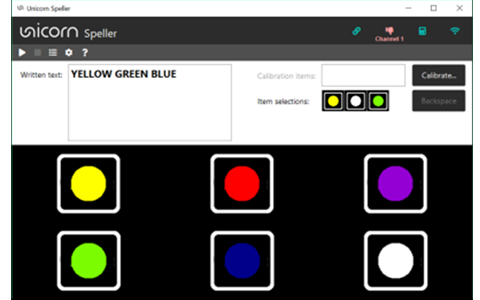 Unicorn Speller
unicorn Speller
Channel 1
?
Written text: YELLOW GREEN BLUE
Calibration items:
Calibrate...
Item selections:
Backspace